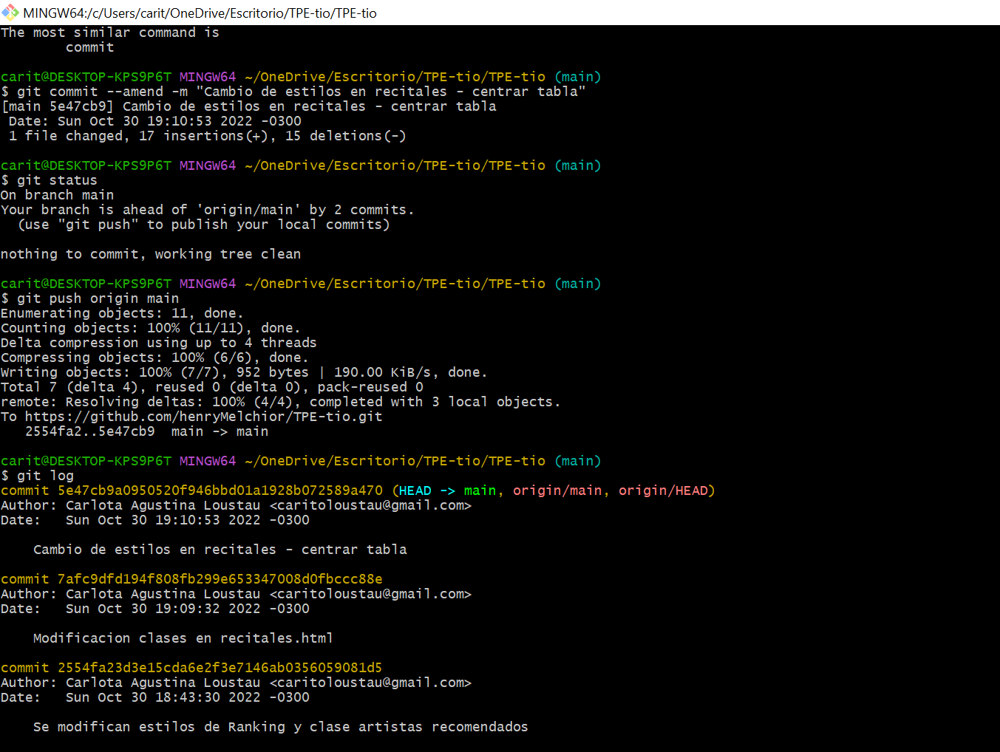 MINGW64:/c/Users/carit/OneDrive/Escritorio/TPE-tio/TPE-tio
The most similar command is
        commit

carit@DESKTOP-KPS9P6T MINGW64 ~/OneDrive/Escritorio/TPE-tio/TPE-tio (main)
$ git commit --amend -m "Cambio de estilos en recitales - centrar tabla"
[main 5e47cb9] Cambio de estilos en recitales - centrar tabla
 Date: Sun Oct 30 19:10:53 2022 -0300
 1 file changed, 17 insertions(+), 15 deletions(-)

carit@DESKTOP-KPS9P6T MINGW64 ~/OneDrive/Escritorio/TPE-tio/TPE-tio (main)
$ git status
On branch main
Your branch is ahead of 'origin/main' by 2 commits.
  (use "git push" to publish your local commits)

nothing to commit, working tree clean

carit@DESKTOP-KPS9P6T MINGW64 ~/OneDrive/Escritorio/TPE-tio/TPE-tio (main)
$ git push origin main
Enumerating objects: 11, done.
Counting objects: 100% (11/11), done.
Delta compression using up to 4 threads
Compressing objects: 100% (6/6), done.
Writing objects: 100% (7/7), 952 bytes | 190.00 KiB/s, done.
Total 7 (delta 4), reused 0 (delta 0), pack-reused 0
remote: Resolving deltas: 100% (4/4), completed with 3 local objects.
To https://github.com/henryMelchior/TPE-tio.git
   2554fa2..5e47cb9  main -> main

carit@DESKTOP-KPS9P6T MINGW64 ~/OneDrive/Escritorio/TPE-tio/TPE-tio (main)
$ git log
commit 5e47cb9a0950520f946bbd01a1928b072589a470 (HEAD -> main, origin/main, origin/HEAD)
Author: Carlota Agustina Loustau <caritoloustau@gmail.com>
Date:   Sun Oct 30 19:10:53 2022 -0300

    Cambio de estilos en recitales - centrar tabla

commit 7afc9dfd194f808fb299e653347008d0fbccc88e
Author: Carlota Agustina Loustau <caritoloustau@gmail.com>
Date:   Sun Oct 30 19:09:32 2022 -0300

    Modificacion clases en recitales.html

commit 2554fa23d3e15cda6e2f3e7146ab0356059081d5
Author: Carlota Agustina Loustau <caritoloustau@gmail.com>
Date:   Sun Oct 30 18:43:30 2022 -0300

    Se modifican estilos de Ranking y clase artistas recomendados